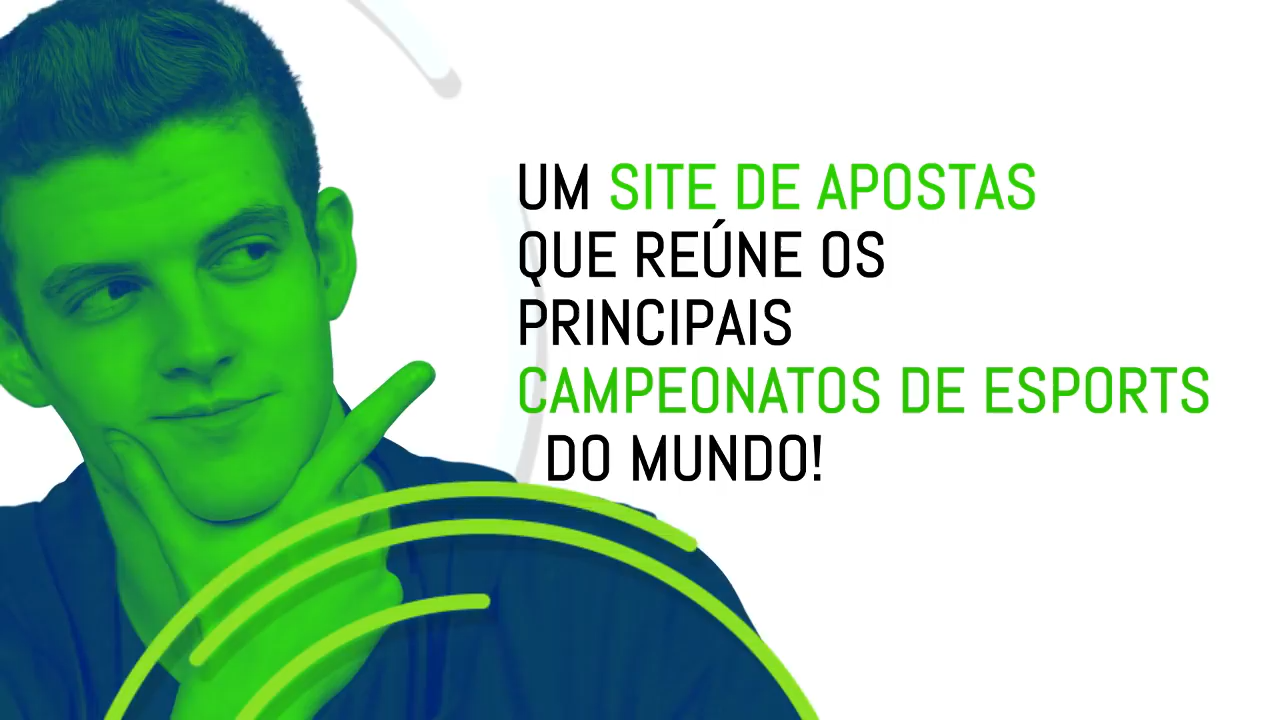 UM SITE DE APOSTAS
QUE REÚNE OS
PRINCIPAIS
CAMPEONATOS DE ESPORTS
DO MUNDO!